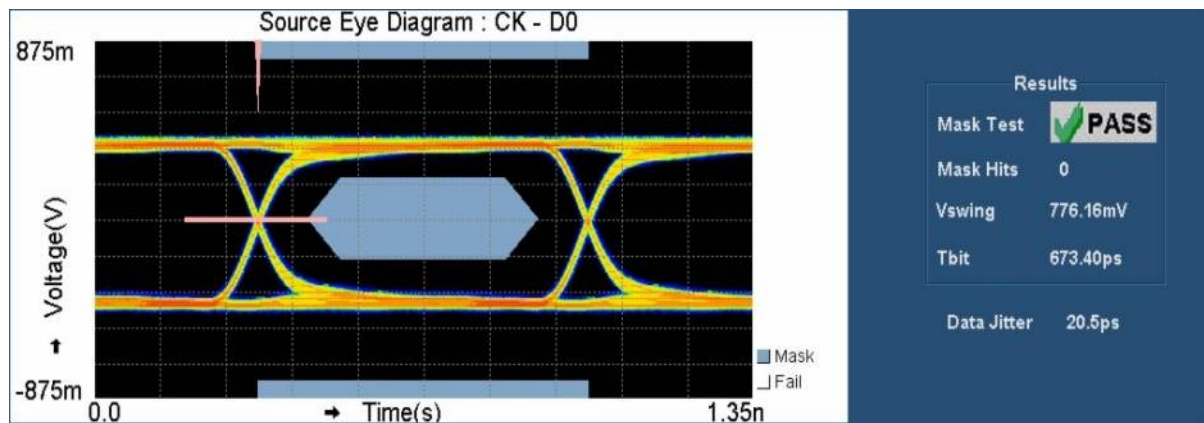 Source Eye Diagram : CK - D0
875m
Voltage(V)
-875m
0.0
Time(s)
1.35n
Mask
Fail
Results
Mask Test PASS
Mask Hits 0
Vswing 776.16mV
Tbit 673.40ps
Data Jitter 20.5ps